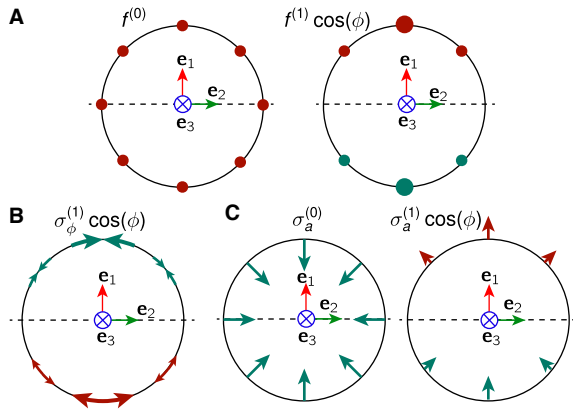 A
f⁽⁰⁾
f⁽¹⁾ cos(ϕ)
e₁
e₂
e₃
e₁
e₂
e₃
B
σ_ϕ⁽¹⁾ cos(ϕ)
C
σ_a⁽⁰⁾
σ_a⁽¹⁾ cos(ϕ)
e₁
e₂
e₃
e₁
e₂
e₃
e₁
e₂
e₃